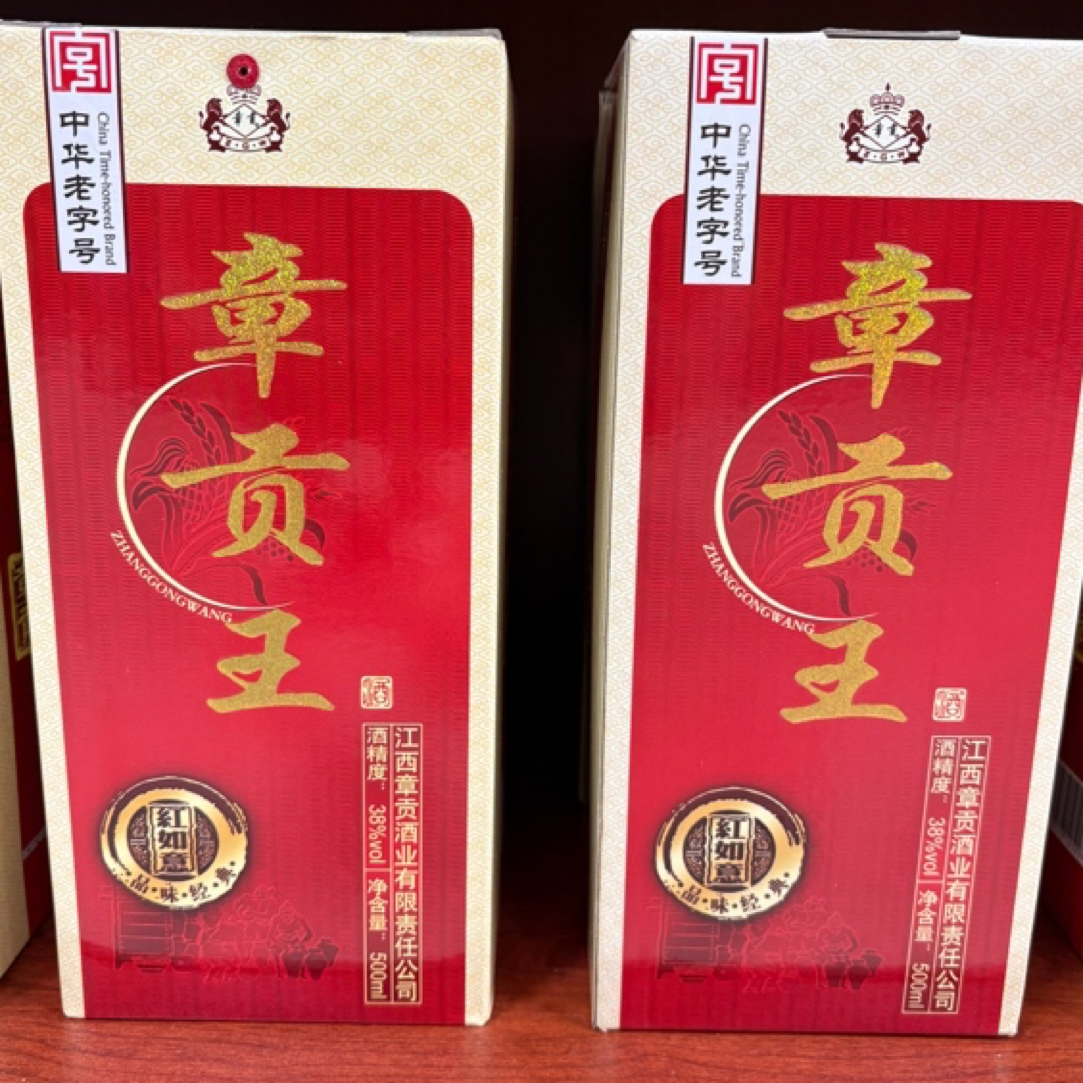 中华老字号
China Time-honored Brand
章贡
Z·G·W
章贡王
ZHANGGONGWANG
酒
江西章贡酒业有限责任公司
酒精度：38%vol 净含量：500ml
紅如意
品·味·经·典
中华老字号
China Time-honored Brand
章贡
Z·G·W
章贡王
ZHANGGONGWANG
酒
江西章贡酒业有限责任公司
酒精度：38%vol 净含量：500ml
紅如意
品·味·经·典